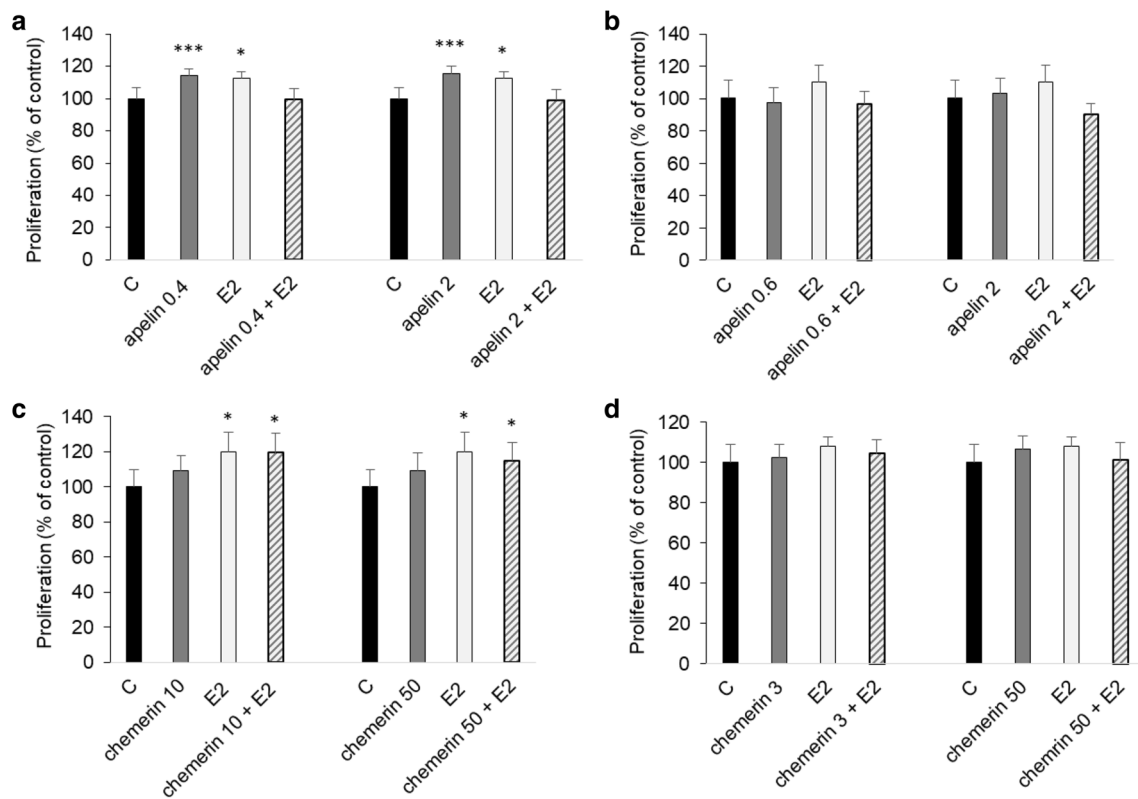 a
Proliferation (% of control)
140
120
100
80
60
40
20
0
*** * *** *
C apelin 0.4 E2 apelin 0.4 + E2 C apelin 2 E2 apelin 2 + E2
b
Proliferation (% of control)
140
120
100
80
60
40
20
0
C apelin 0.6 E2 apelin 0.6 + E2 C apelin 2 E2 apelin 2 + E2
c
Proliferation (% of control)
140
120
100
80
60
40
20
0
* * * *
C chemerin 10 E2 chemerin 10 + E2 C chemerin 50 E2 chemerin 50 + E2
d
Proliferation (% of control)
120
100
80
60
40
20
0
C chemerin 3 E2 chemerin 3 + E2 C chemerin 50 E2 chemrin 50 + E2